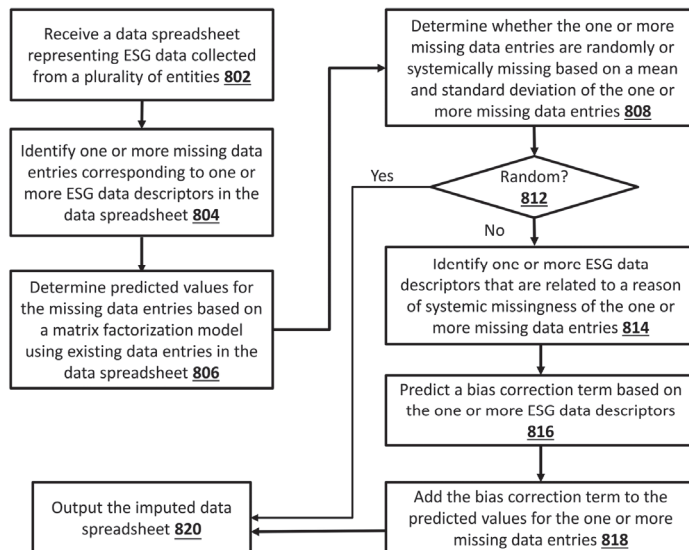 Receive a data spreadsheet
representing ESG data collected
from a plurality of entities 802
Identify one or more missing data
entries corresponding to one or
more ESG data descriptors in the
data spreadsheet 804
Determine predicted values for
the missing data entries based on
a matrix factorization model
using existing data entries in the
data spreadsheet 806
Determine whether the one or more
missing data entries are randomly or
systemically missing based on a mean
and standard deviation of the one or
more missing data entries 808
Yes
Random?
812
No
Identify one or more ESG data
descriptors that are related to a reason
of systemic missingness of the one or
more missing data entries 814
Predict a bias correction term based on
the one or more ESG data descriptors
816
Add the bias correction term to the
predicted values for the one or more
missing data entries 818
Output the imputed data
spreadsheet 820